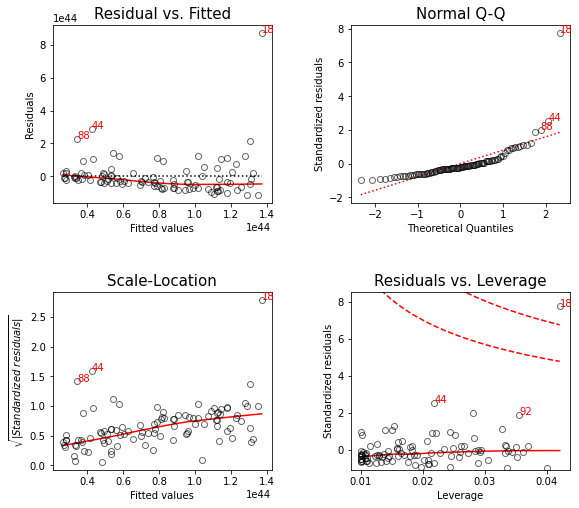 Residual vs. Fitted
1e44
8
6
4
2
0
Residuals
18
44
88
0.4 0.6 0.8 1.0 1.2 1.4
Fitted values
1e44
Normal Q-Q
8
6
4
2
0
−2
Standardized residuals
18
44
88
−2 −1 0 1 2
Theoretical Quantiles
Scale-Location
2.5
2.0
1.5
1.0
0.5
0.0
√|Standardized residuals|
18
44
88
0.4 0.6 0.8 1.0 1.2 1.4
Fitted values
1e44
Residuals vs. Leverage
8
6
4
2
0
Standardized residuals
18
44
92
0.01 0.02 0.03 0.04
Leverage